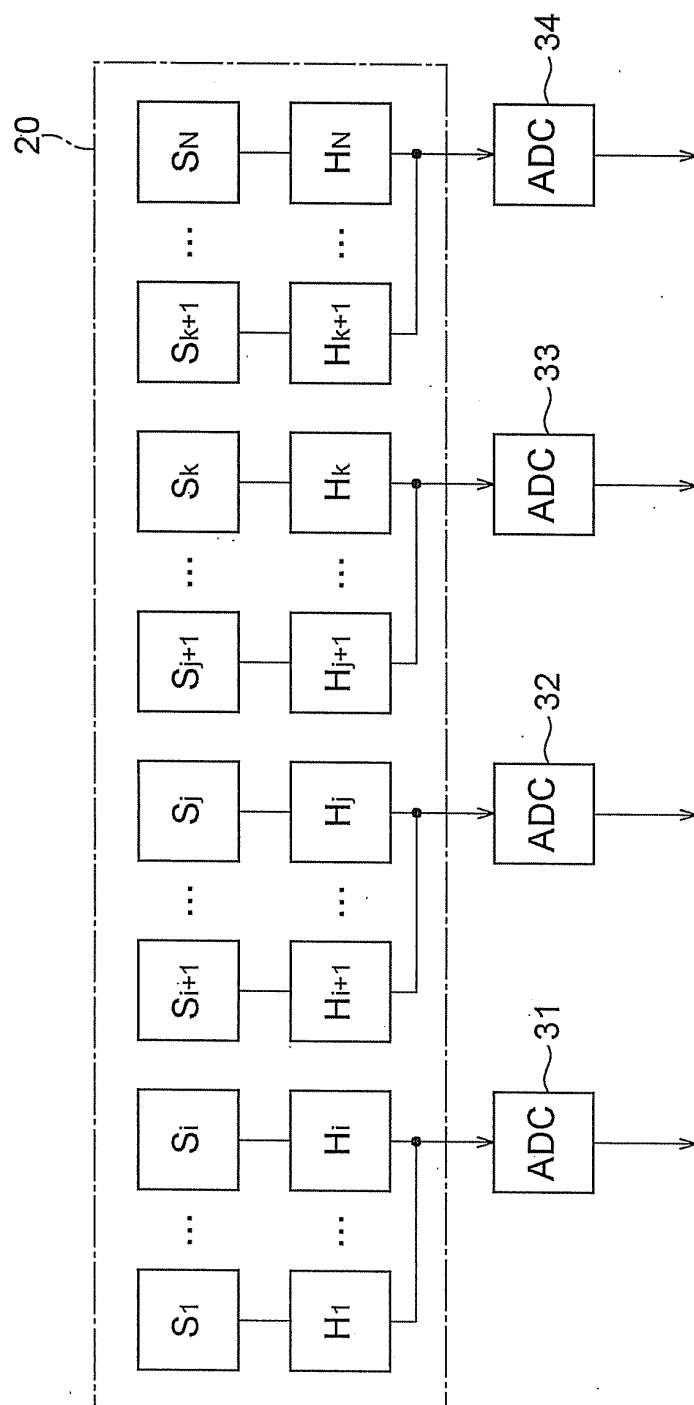 20
S1 ... Si Si+1 ... Sj Sj+1 ... Sk Sk+1 ... SN
H1 ... Hi Hi+1 ... Hj Hj+1 ... Hk Hk+1 ... HN
31 32 33 34
ADC ADC ADC ADC